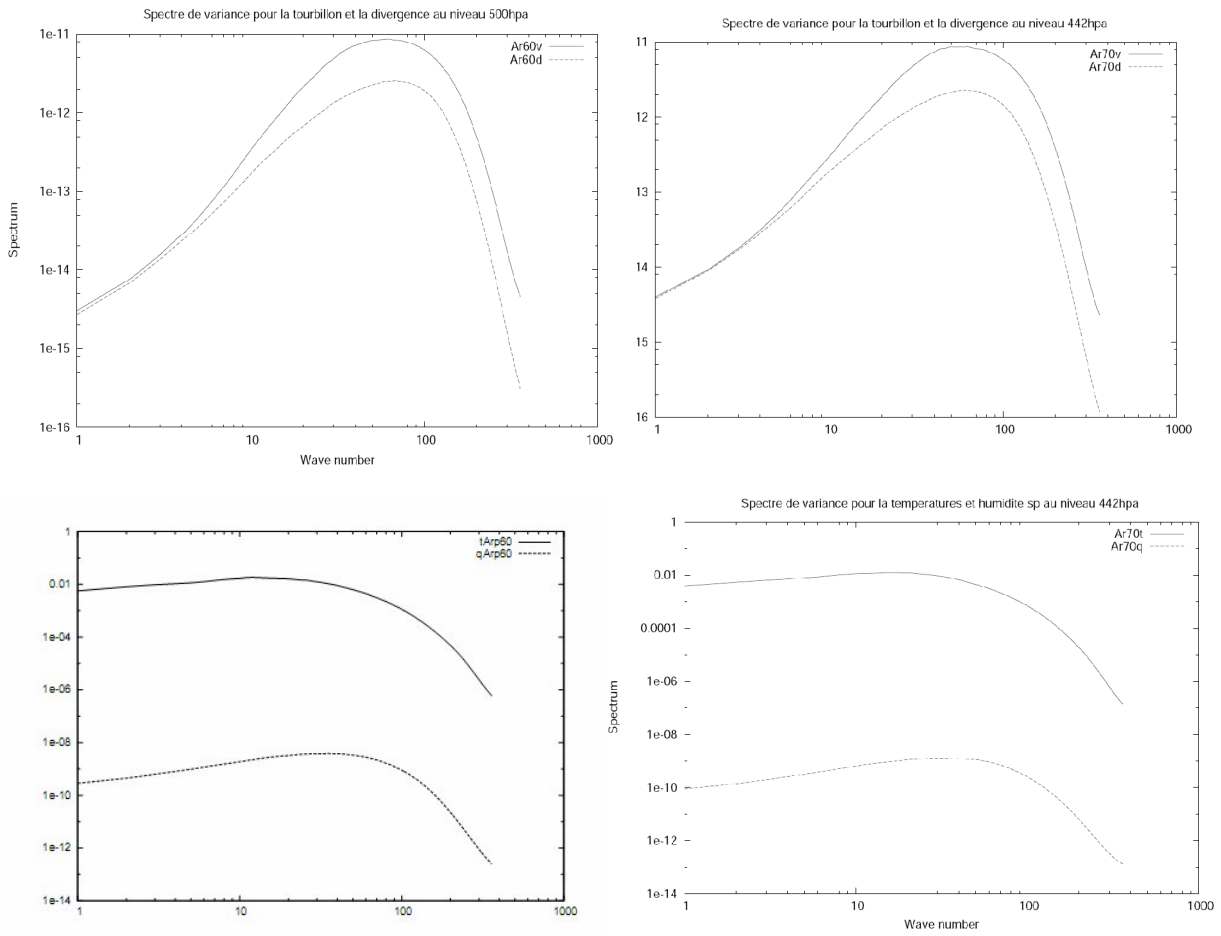 Spectre de variance pour la tourbillon et la divergence au niveau 500hpa
1e-11
Ar60v
Ar60d
1e-12
1e-13
1e-14
1e-15
1e-16
Spectrum
1
10
100
1000
Wave number
Spectre de variance pour la tourbillon et la divergence au niveau 442hpa
11
Ar70v
Ar70d
12
13
14
15
16
1
10
100
1000
1
tArp60
qArp60
0.01
1e-04
1e-06
1e-08
1e-10
1e-12
1e-14
1
10
100
1000
Spectre de variance pour la temperatures et humidite sp au niveau 442hpa
1
Ar70t
Ar70q
0.01
0.0001
1e-06
1e-08
1e-10
1e-12
1e-14
Spectrum
1
10
100
1000
Wave number